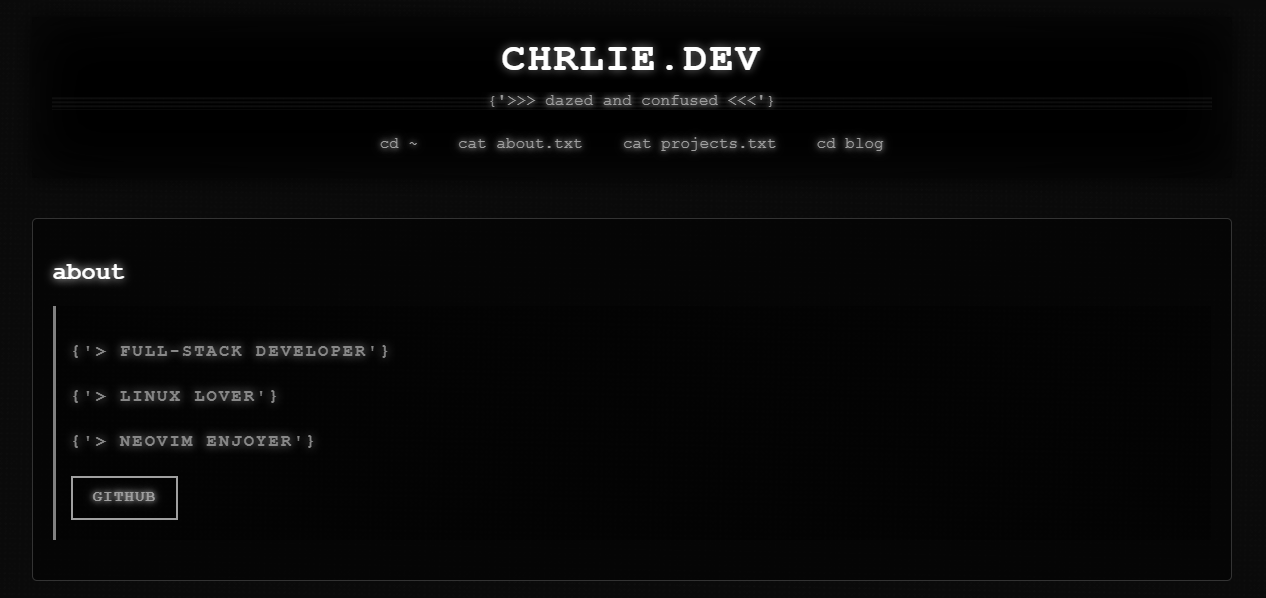 CHRLIE.DEV
{'>>> dazed and confused <<<'}
cd ~ cat about.txt cat projects.txt cd blog
about
{'> FULL-STACK DEVELOPER'}
{'> LINUX LOVER'}
{'> NEOVIM ENJOYER'}
GITHUB